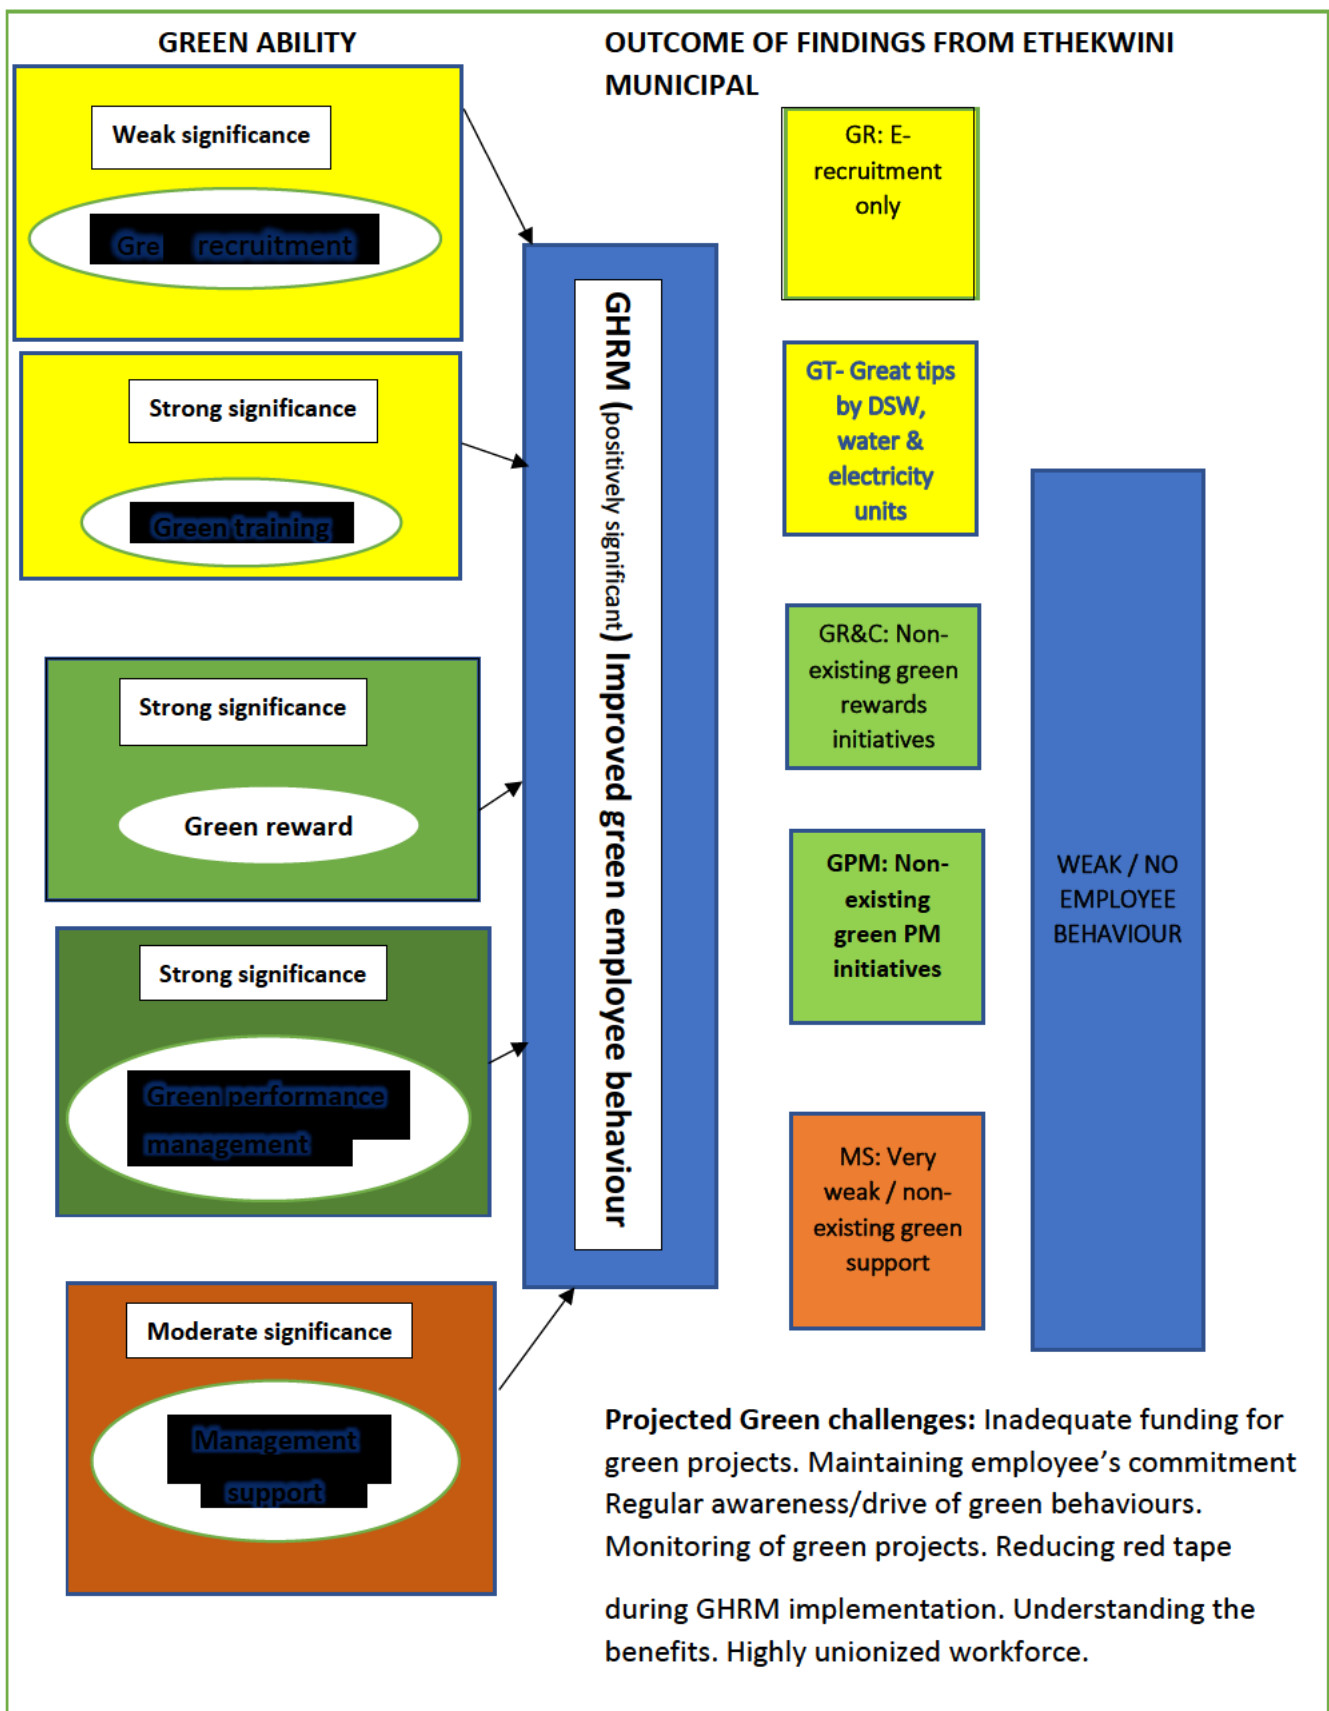 GREEN ABILITY
Weak significance
Gre recruitment
Strong significance
Green training
Strong significance
Green reward
Strong significance
Green performance
management
Moderate significance
Management
support
GHRM (positively significant) Improved green employee behaviour
OUTCOME OF FINDINGS FROM ETHEKWINI
MUNICIPAL
GR: E-
recruitment
only
GT- Great tips
by DSW,
water &
electricity
units
GR&C: Non-
existing green
rewards
initiatives
GPM: Non-
existing
green PM
initiatives
MS: Very
weak / non-
existing green
support
WEAK / NO
EMPLOYEE
BEHAVIOUR
Projected Green challenges: Inadequate funding for
green projects. Maintaining employee’s commitment
Regular awareness/drive of green behaviours.
Monitoring of green projects. Reducing red tape
during GHRM implementation. Understanding the
benefits. Highly unionized workforce.